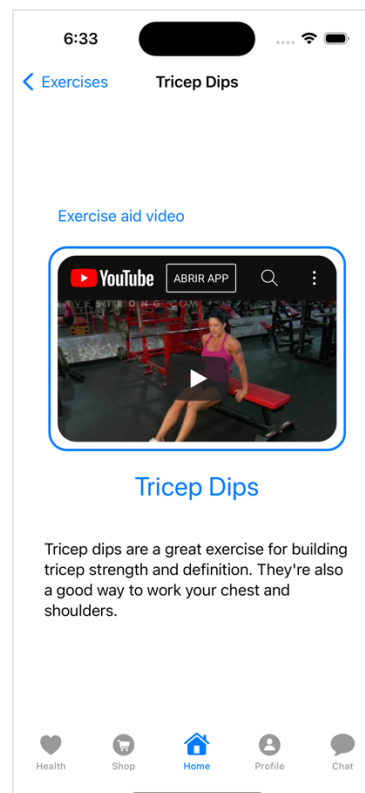 6:33
Exercises
Tricep Dips
Exercise aid video
YouTube
ABRIR APP
VESTRONG.COM
Tricep Dips
Tricep dips are a great exercise for building
tricep strength and definition. They're also
a good way to work your chest and
shoulders.
Health
Shop
Home
Profile
Chat